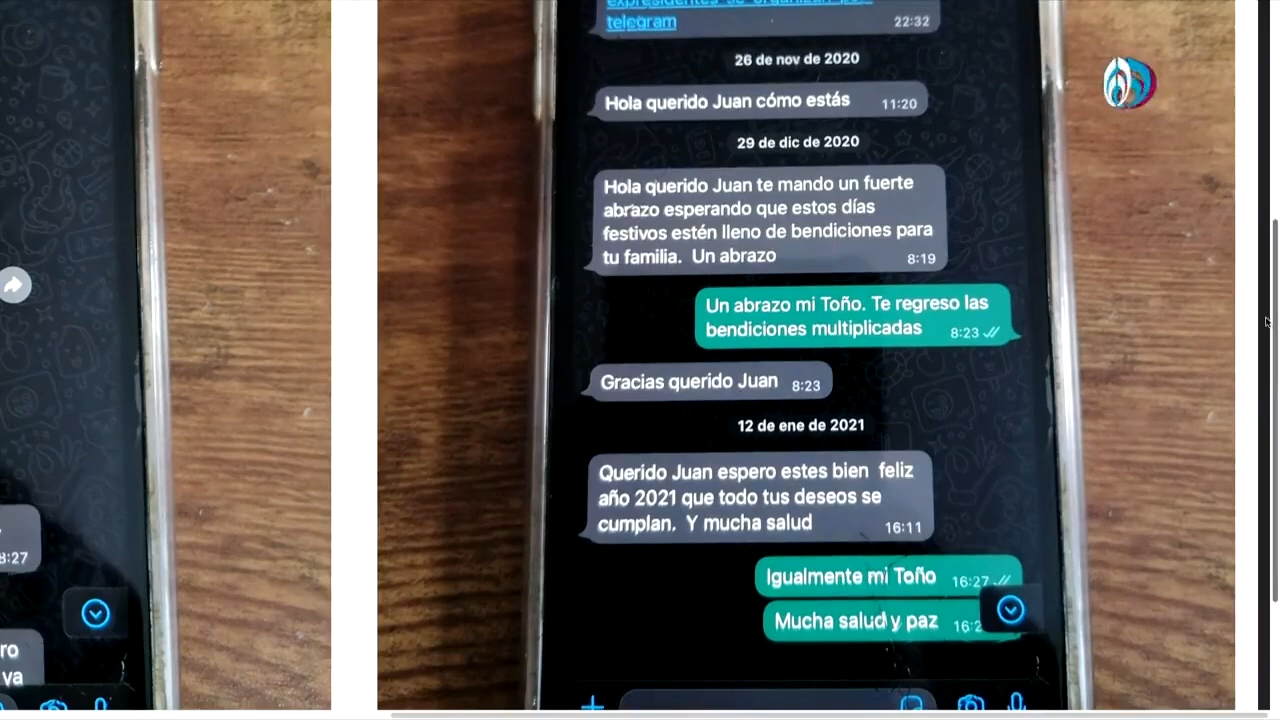 8:27
ro
ya
telegram
22:32
26 de nov de 2020
Hola querido Juan cómo estás 11:20
29 de dic de 2020
Hola querido Juan te mando un fuerte
abrazo esperando que estos días
festivos estén lleno de bendiciones para
tu familia. Un abrazo 8:19
Un abrazo mi Toño. Te regreso las
bendiciones multiplicadas 8:23
Gracias querido Juan 8:23
12 de ene de 2021
Querido Juan espero estes bien feliz
año 2021 que todo tus deseos se
cumplan. Y mucha salud 16:11
Igualmente mi Toño 16:27
Mucha salud y paz